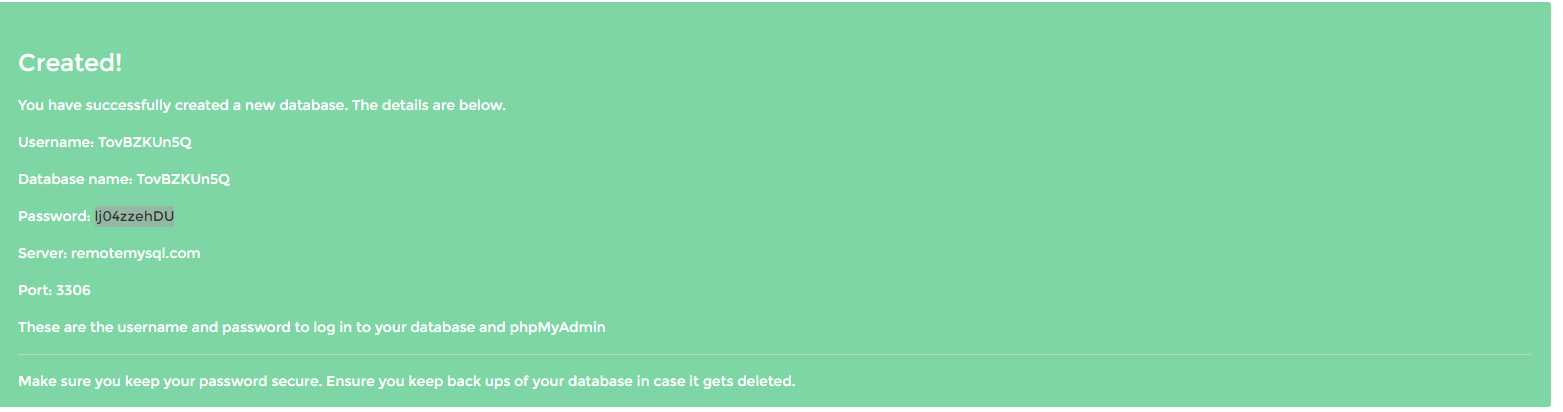 Created!
You have successfully created a new database. The details are below.
Username: TovBZKUn5Q
Database name: TovBZKUn5Q
Password: lj04zzehDU
Server: remotemysql.com
Port: 3306
These are the username and password to log in to your database and phpMyAdmin
Make sure you keep your password secure. Ensure you keep back ups of your database in case it gets deleted.